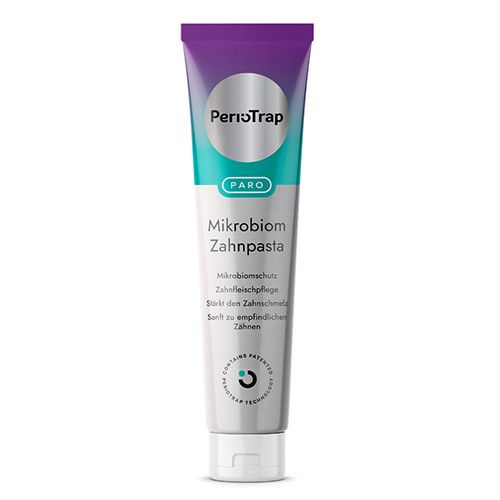 PerioTrap
PARO
Mikrobiom
Zahnpasta
Mikrobiomschutz
Zahnfleischpflege
Stärkt den Zahnschmelz
Sanft zu empfindlichen
Zähnen
CONTAINS PATENTED
PERIOTRAP TECHNOLOGY